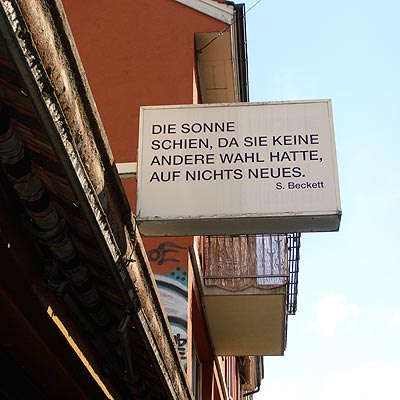 DIE SONNE
SCHIEN, DA SIE KEINE
ANDERE WAHL HATTE,
AUF NICHTS NEUES.
S. Beckett